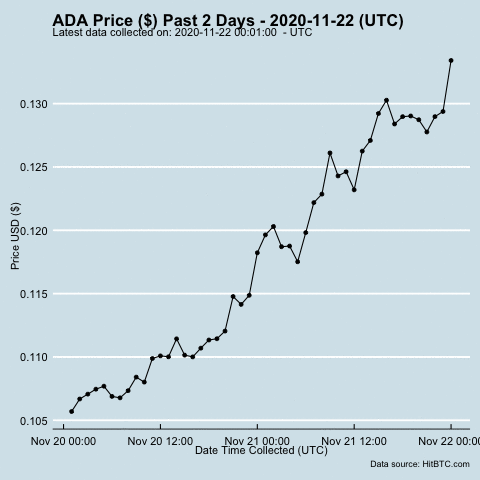 ADA Price ($) Past 2 Days - 2020-11-22 (UTC)
Latest data collected on: 2020-11-22 00:01:00  - UTC
0.130
0.125
0.120
0.115
0.110
0.105
Price USD ($)
Nov 20 00:00 Nov 20 12:00 Nov 21 00:00 Nov 21 12:00 Nov 22 00:00
Date Time Collected (UTC)
Data source: HitBTC.com